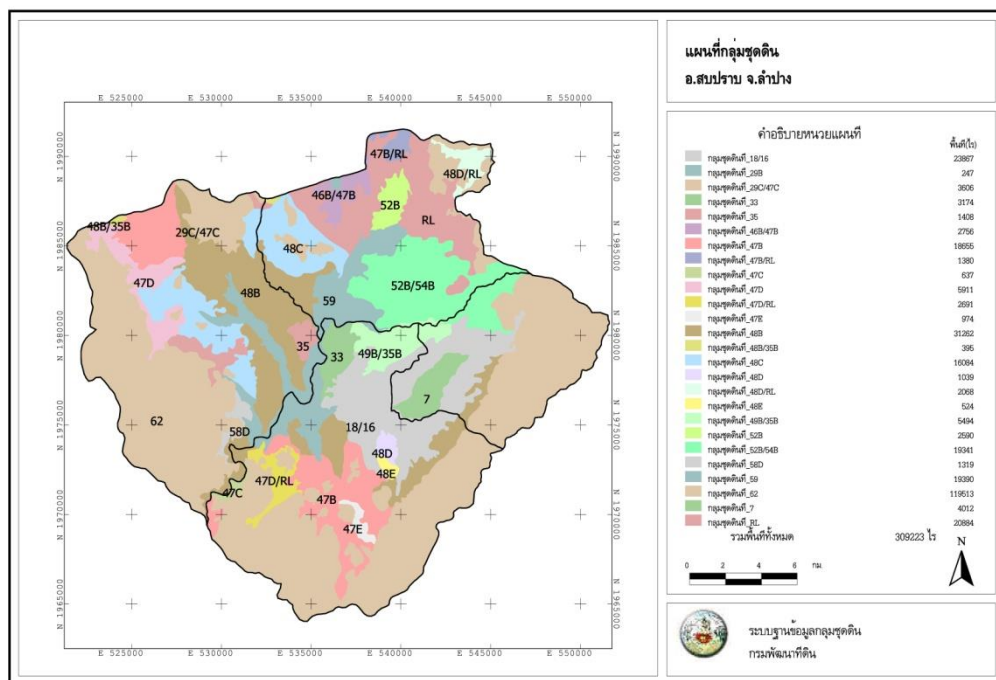 แผนที่กลุ่มชุดดิน
อ.สบปราบ จ.ลำปาง
E 525000 E 530000 E 535000 E 540000 E 545000 E 550000
N 1990000 N 1990000
N 1985000 N 1985000
N 1980000 N 1980000
N 1975000 N 1975000
N 1970000 N 1970000
N 1965000 N 1965000
E 525000 E 530000 E 535000 E 540000 E 545000 E 550000
47B/RL
48D/RL
46B/47B
52B
RL
48B/35B
29C/47C
48C
47D
48B
59
52B/54B
35
33
49B/35B
7
62
18/16
58D
48D
48E
47C
47D/RL
47B
47E
คำอธิบายหน่วยแผนที่
พื้นที่(ไร่)
กลุ่มชุดดินที่_18/16 23867
กลุ่มชุดดินที่_29B 247
กลุ่มชุดดินที่_29C/47C 3606
กลุ่มชุดดินที่_33 3174
กลุ่มชุดดินที่_35 1408
กลุ่มชุดดินที่_46B/47B 2756
กลุ่มชุดดินที่_47B 18655
กลุ่มชุดดินที่_47B/RL 1380
กลุ่มชุดดินที่_47C 637
กลุ่มชุดดินที่_47D 5911
กลุ่มชุดดินที่_47D/RL 2691
กลุ่มชุดดินที่_47E 974
กลุ่มชุดดินที่_48B 31262
กลุ่มชุดดินที่_48B/35B 395
กลุ่มชุดดินที่_48C 16084
กลุ่มชุดดินที่_48D 1039
กลุ่มชุดดินที่_48D/RL 2068
กลุ่มชุดดินที่_48E 524
กลุ่มชุดดินที่_49B/35B 5494
กลุ่มชุดดินที่_52B 2590
กลุ่มชุดดินที่_52B/54B 19341
กลุ่มชุดดินที่_58D 1319
กลุ่มชุดดินที่_59 19390
กลุ่มชุดดินที่_62 119513
กลุ่มชุดดินที่_7 4012
กลุ่มชุดดินที่_RL 20884
รวมพื้นที่ทั้งหมด 309223 ไร่
N
0 2 4 6 กม.
ระบบฐานข้อมูลกลุ่มชุดดิน
กรมพัฒนาที่ดิน